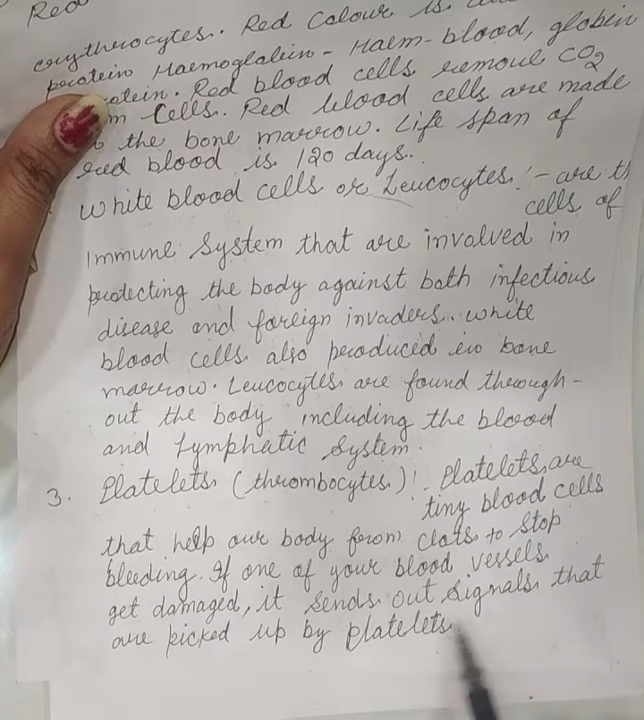 Red
erythrocytes. Red Colour is
protein Haemoglobin - Haem-blood, globin
protein. Red blood cells remove CO2
Cells. Red blood cells are made
the bone marrow. Life span of
red blood is 120 days.
White blood cells or Leucocytes :- are th
cells of
Immune System that are involved in
protecting the body against both infectious
disease and foreign invaders. white
blood cells also produced in bone
marrow. Leucocytes are found through-
out the body including the blood
and Lymphatic System.
3. Platelets (thrombocytes) :- Platelets are
tiny blood cells
that help our body form clots to stop
bleeding. If one of your blood vessels
get damaged, it sends out signals that
are picked up by platelets.